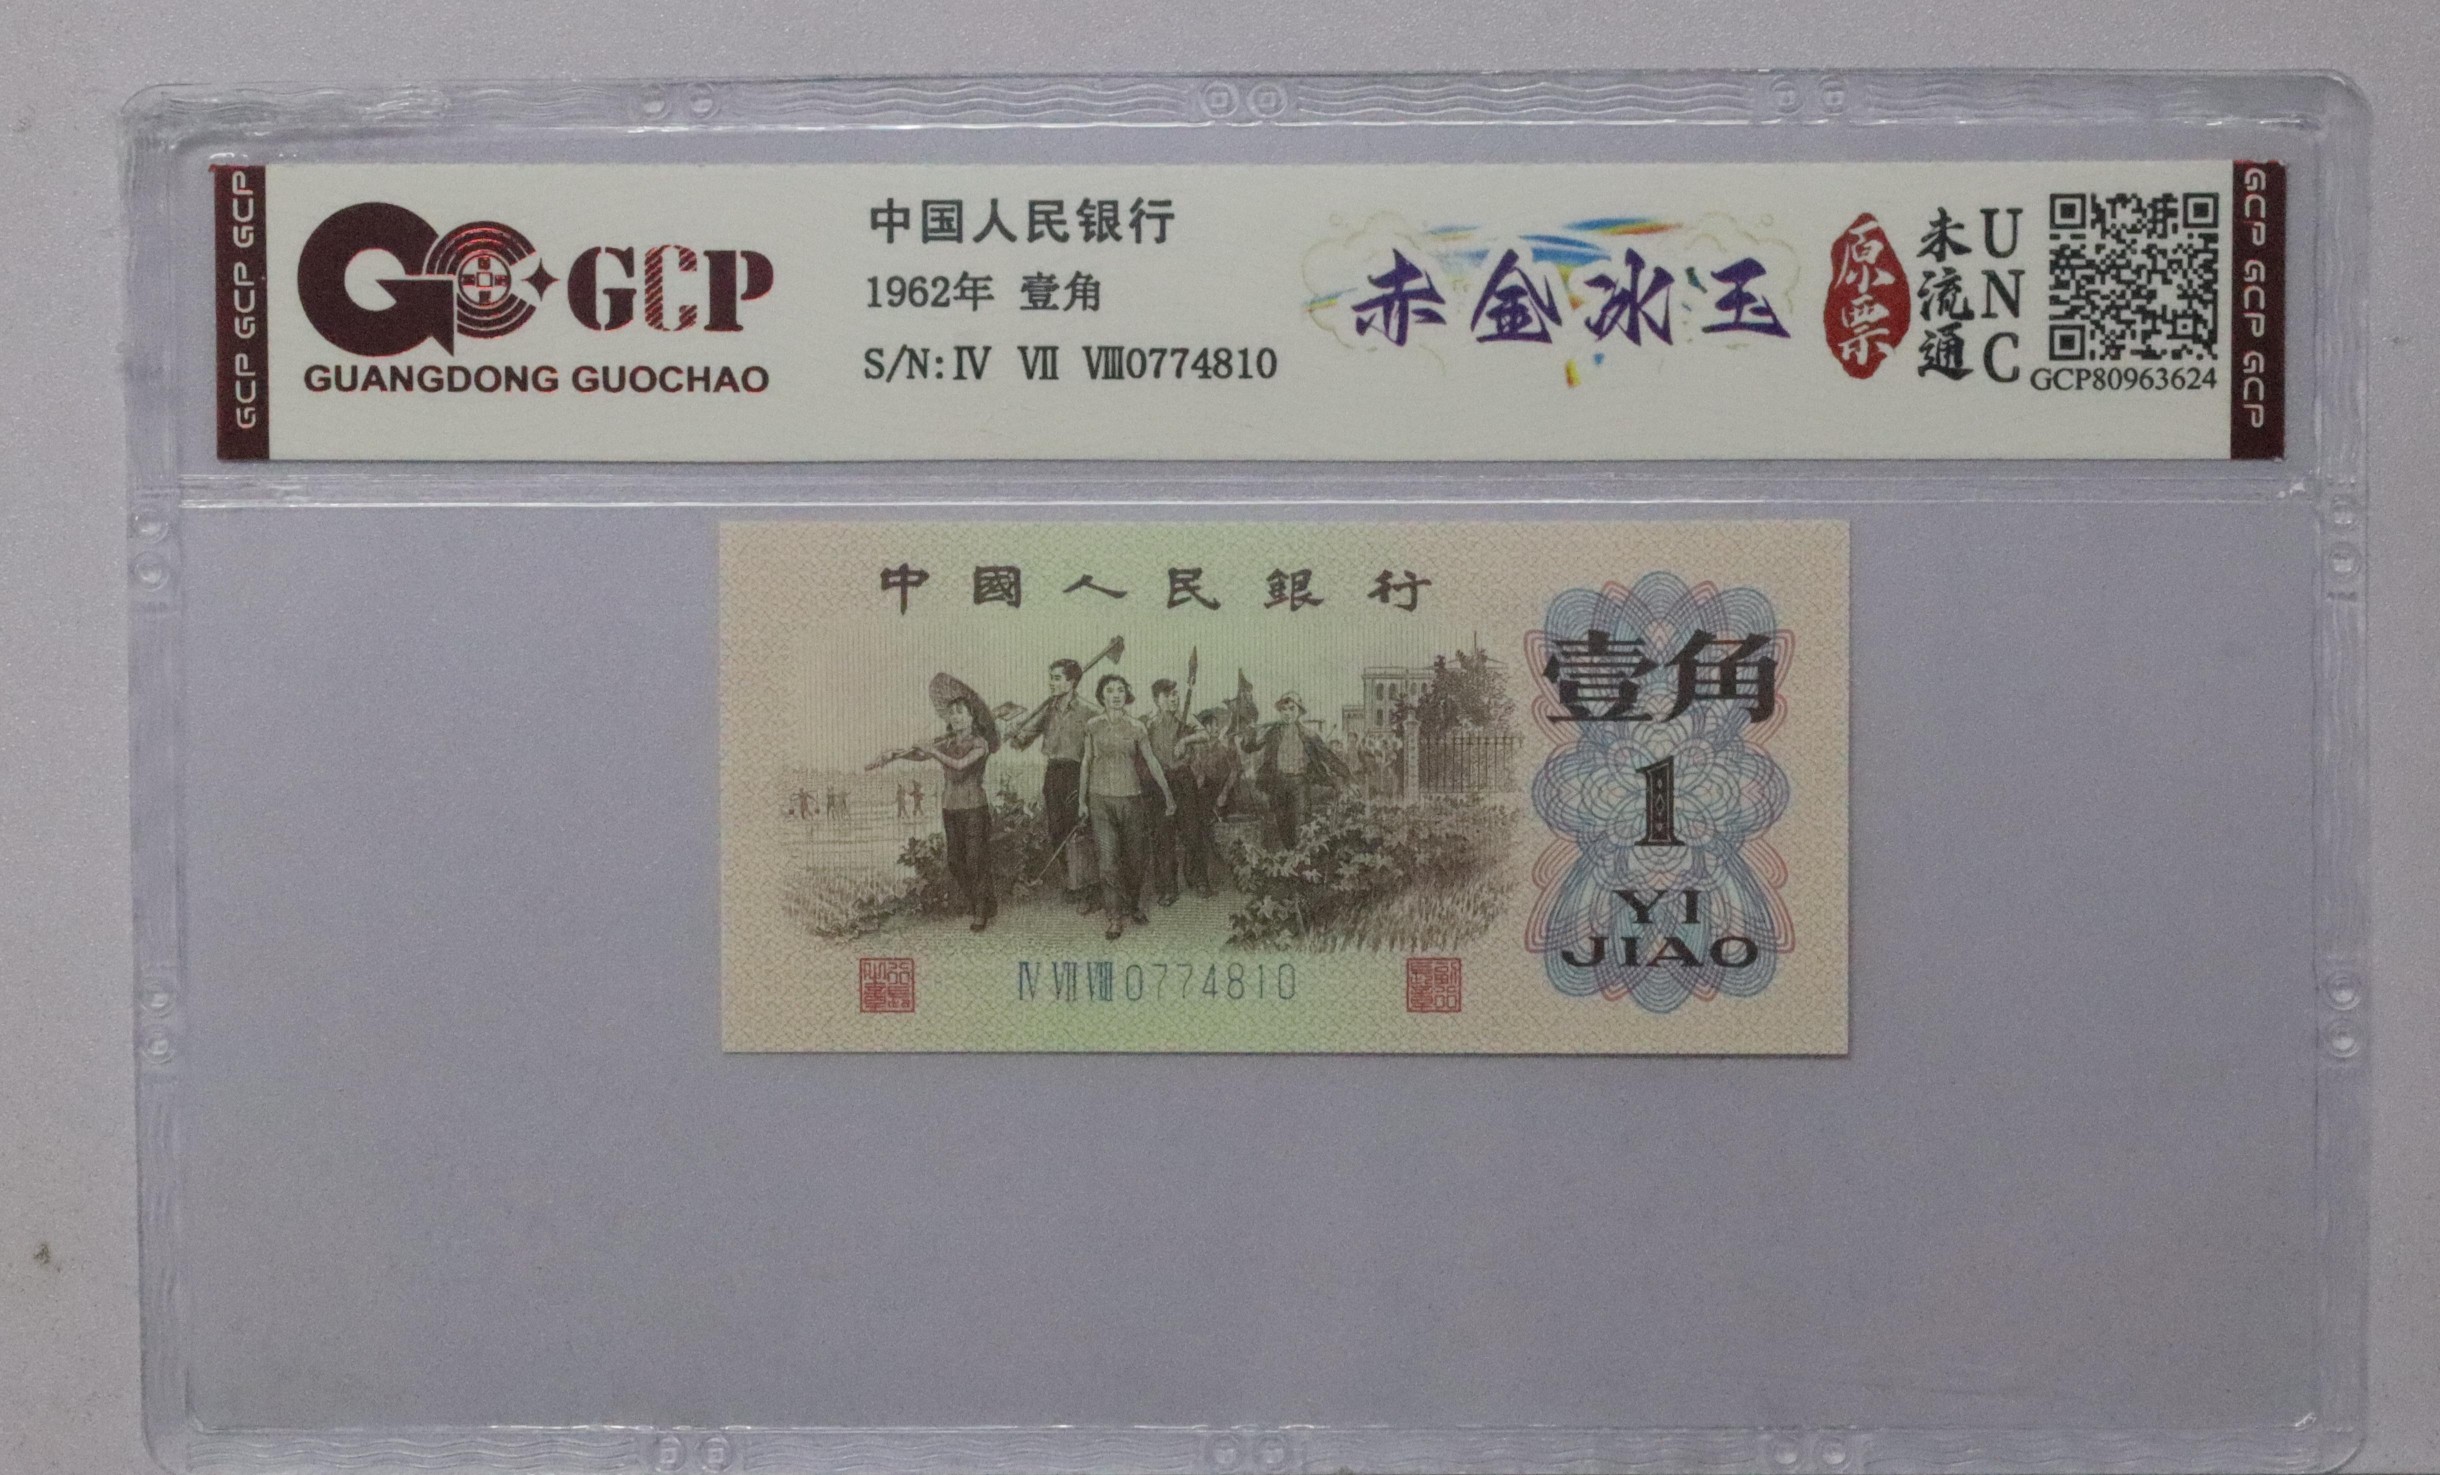 GCP GCP GCP
GCP
GUANGDONG GUOCHAO
中国人民银行
1962年 壹角
S/N:Ⅳ Ⅶ Ⅷ0774810
赤金冰玉
原票
未流通
UNC
GCP80963624
GCP GCP GCP
中國人民銀行
壹角
1
YI
JIAO
Ⅳ Ⅶ Ⅷ 0774810